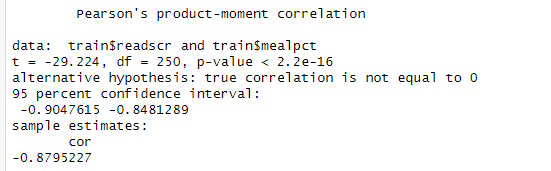 Pearson's product-moment correlation
data:  train$readscr and train$mealpct
t = -29.224, df = 250, p-value < 2.2e-16
alternative hypothesis: true correlation is not equal to 0
95 percent confidence interval:
 -0.9047615 -0.8481289
sample estimates:
       cor
-0.8795227